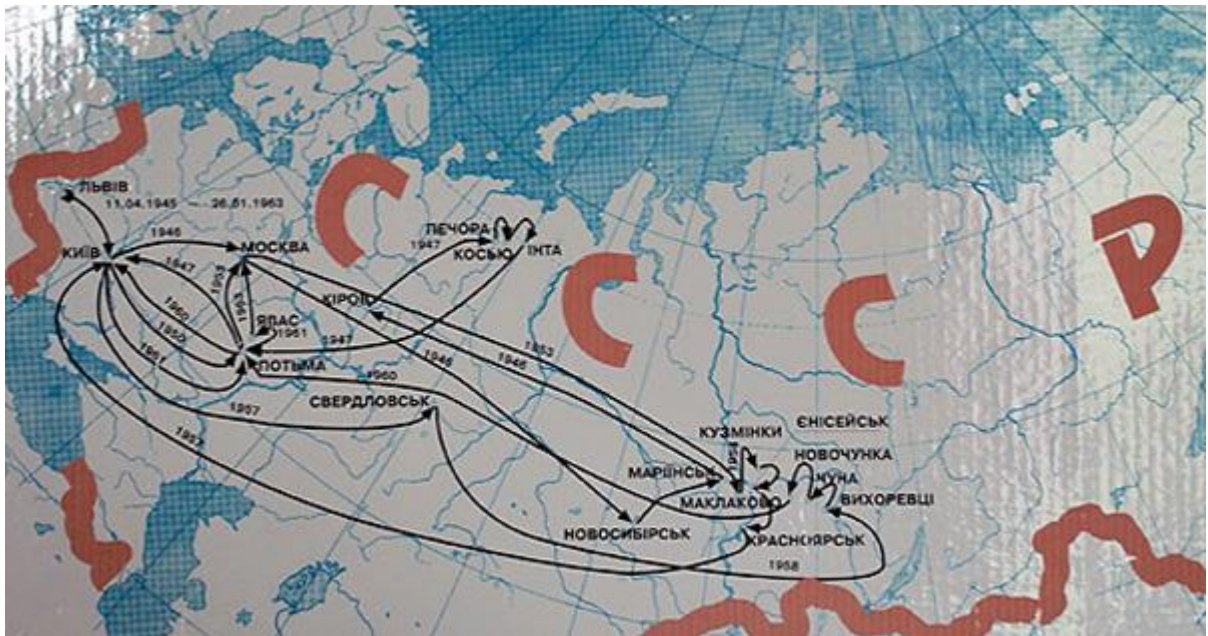 ЛЬВІВ
11.04.1945 — 26.01.1963
КИЇВ
1946
МОСКВА
ПЕЧОРА
1947
КОСЬЮ
ІНТА
1947
1953
1963
КІРОВ
ЯВАС
1961
1947
ПОТЬМА
1960
1950
1961
1960
1946
1953
1946
СВЕРДЛОВСЬК
1957
1957
КУЗМІНКИ
ЄНІСЕЙСЬК
1954
НОВОЧУНКА
МАРІЇНСЬК
ЧУНА
МАКЛАКОВО
ВИХОРЕВЦІ
НОВОСИБІРСЬК
КРАСНОЯРСЬК
1958
С С С Р